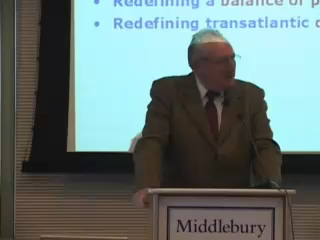 • Redefining a balance of p
• Redefining transatlantic
Middlebury